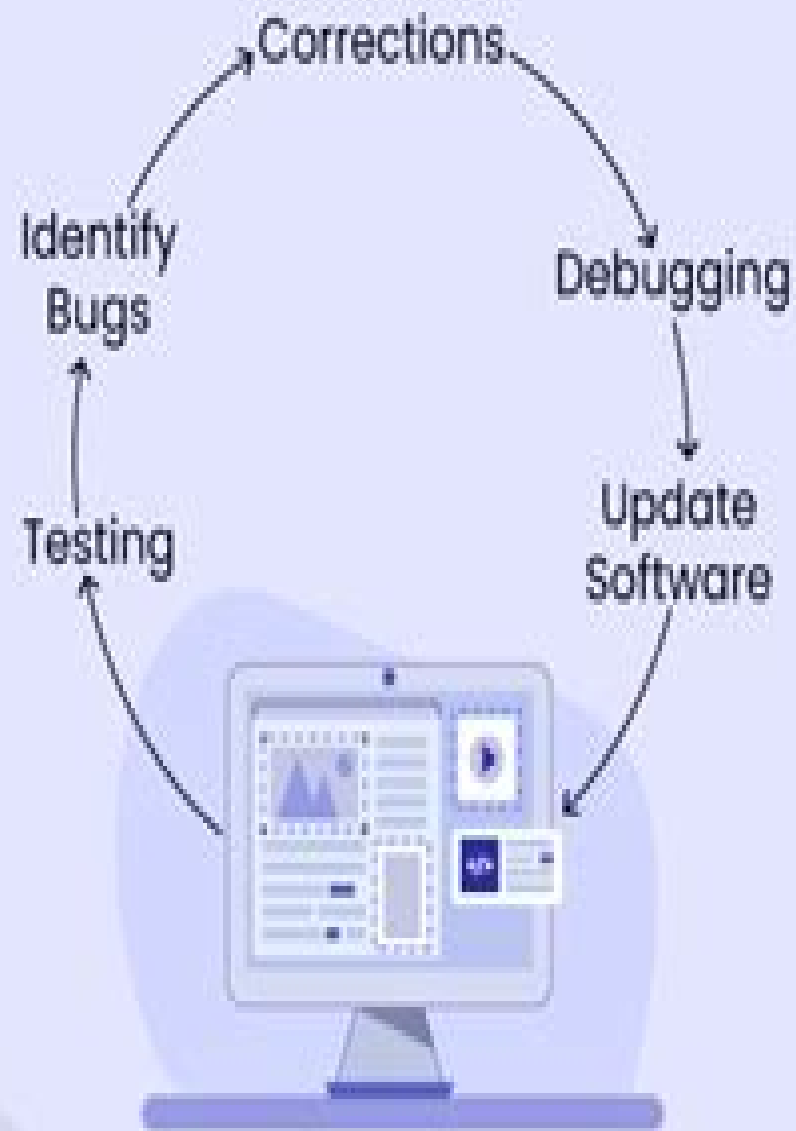 Corrections
Identify
Bugs
Debugging
Update
Software
Testing
</>